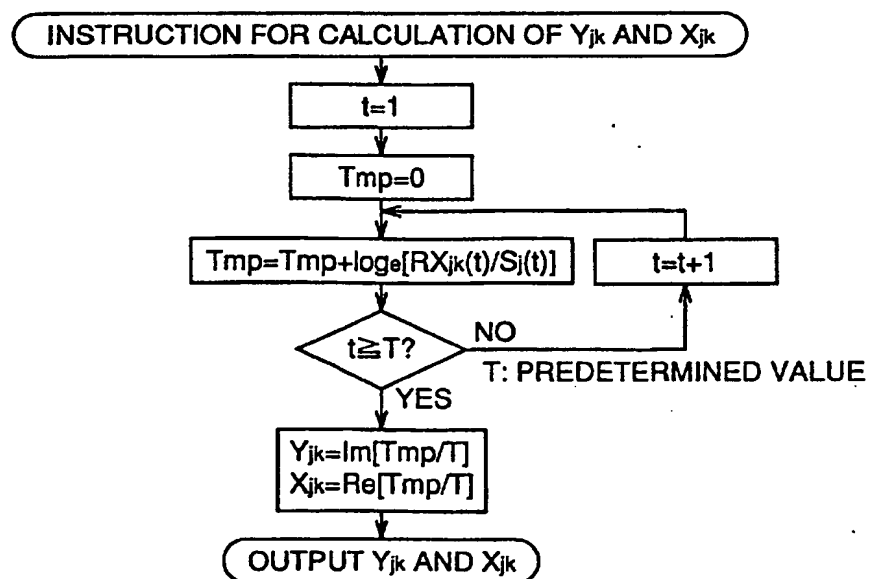 INSTRUCTION FOR CALCULATION OF Yjk AND Xjk
t=1
Tmp=0
Tmp=Tmp+loge[RXjk(t)/Sj(t)]
t=t+1
t≧T?
NO
T: PREDETERMINED VALUE
YES
Yjk=Im[Tmp/T]
Xjk=Re[Tmp/T]
OUTPUT Yjk AND Xjk